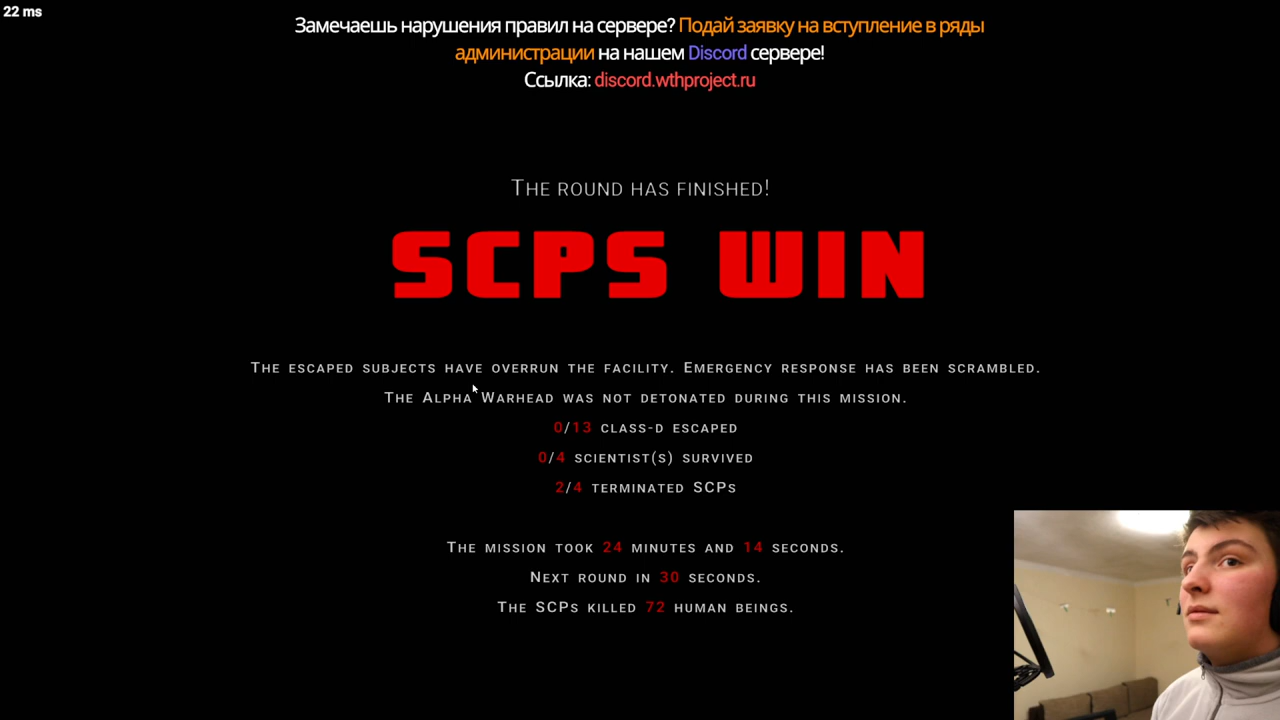 22 ms
Замечаешь нарушения правил на сервере? Подай заявку на вступление в ряды
администрации на нашем Discord сервере!
Ссылка: discord.wthproject.ru
The round has finished!
SCPS WIN
The escaped subjects have overrun the facility. Emergency response has been scrambled.
The Alpha Warhead was not detonated during this mission.
0/13 class-d escaped
0/4 scientist(s) survived
2/4 terminated SCPs
The mission took 24 minutes and 14 seconds.
Next round in 30 seconds.
The SCPs killed 72 human beings.